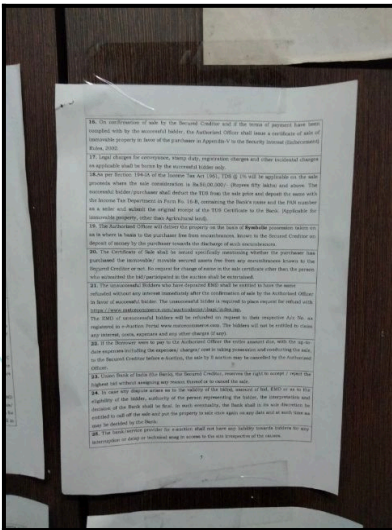 16. On confirmation of sale by the Secured Creditor and if the terms of payment have been
complied with by the successful bidder, the Authorized Officer shall issue a certificate of sale of
immovable property in favour of the purchaser in Appendix V to the Security Interest (Enforcement)
Rules, 2002.
17. Legal charges for conveyance, stamp duty, registration charges and other incidental charges
as applicable shall be borne by the successful bidder only.
18. As per Section 194-IA of the Income Tax Act 1961, TDS @ 1% will be applicable on the sale
proceeds where the sale consideration is Rs.50,00,000/- (Rupees fifty lakhs) and above. The
successful bidder/purchaser shall deduct the TDS from the sale price and deposit the same with
the Income Tax Department in Form No. 16-B, containing the Bank's name and the PAN number
as a seller and submit the original receipt of the TDS Certificate to the Bank. (Applicable for
immovable property, other than Agricultural land).
19. The Authorized Officer will deliver the property on the basis of Symbolic possession taken on
as is where is basis to the purchaser free from encumbrances, known to the Secured Creditor on
deposit of money by the purchaser towards the discharge of such encumbrances.
20. The Certificate of Sale shall be issued specifically mentioning whether the purchaser has
purchased the immovable secured assets free from any encumbrances known to the Secured
Creditor or not. No request for change of name in the sale certificate other than the person
who submitted the bid/participated in the auction shall be entertained.
21. The unsuccessful Bidders who have deposited EMD shall be entitled to have the same
refunded without any interest immediately after the confirmation of sale by the Authorized Officer
in favour of successful bidder. The unsuccessful bidder is required to place request for refund with
The EMD of unsuccessful bidders will be refunded on request to their respective A/c No. as
registered in e-Auction Portal The bidders will not be entitled to claim
any interest, costs, expenses and any other charges (if any).
22. If the Borrower were to pay to the Authorized Officer the entire amount due, with the up-to-
date expenses including the expenses/ charges/ cost in taking possession and conducting the sale,
to the Secured Creditor before e-Auction, the sale by E-auction may be cancelled by the Authorized
Officer.
23. Union Bank of India (the Bank), the Secured Creditor, reserves the right to accept / reject the
highest bid without assigning any reason thereof or to cancel the sale.
24. In case any dispute arises as to the validity of the bid(s), amount of bid, EMD or as to the
eligibility of the bidder, authority of the person representing the bidder, the interpretation and
decision of the Bank shall be final. In such eventuality, the Bank shall in its sole discretion be
entitled to call off the sale and put the property to sale once again on any date and at such time as
may be decided by the Bank.
25. The bank/service provider for e-auction shall not have any liability towards bidders for any
interruption or delay in access to the site irrespective of the causes.